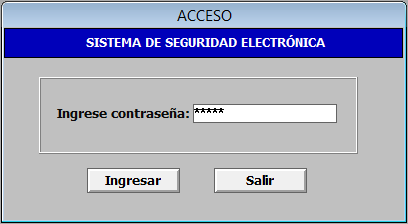 ACCESO
SISTEMA DE SEGURIDAD ELECTRÓNICA
Ingrese contraseña: *****
Ingresar Salir